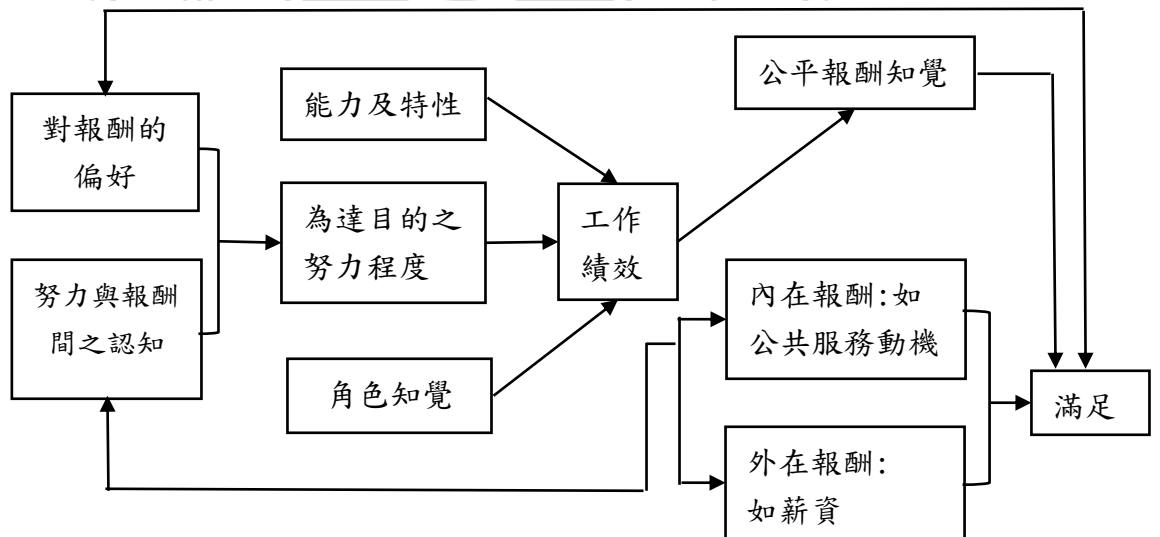 對報酬的
偏好
努力與報酬
間之認知
能力及特性
為達目的之
努力程度
角色知覺
工作
績效
公平報酬知覺
內在報酬:如
公共服務動機
外在報酬:
如薪資
滿足